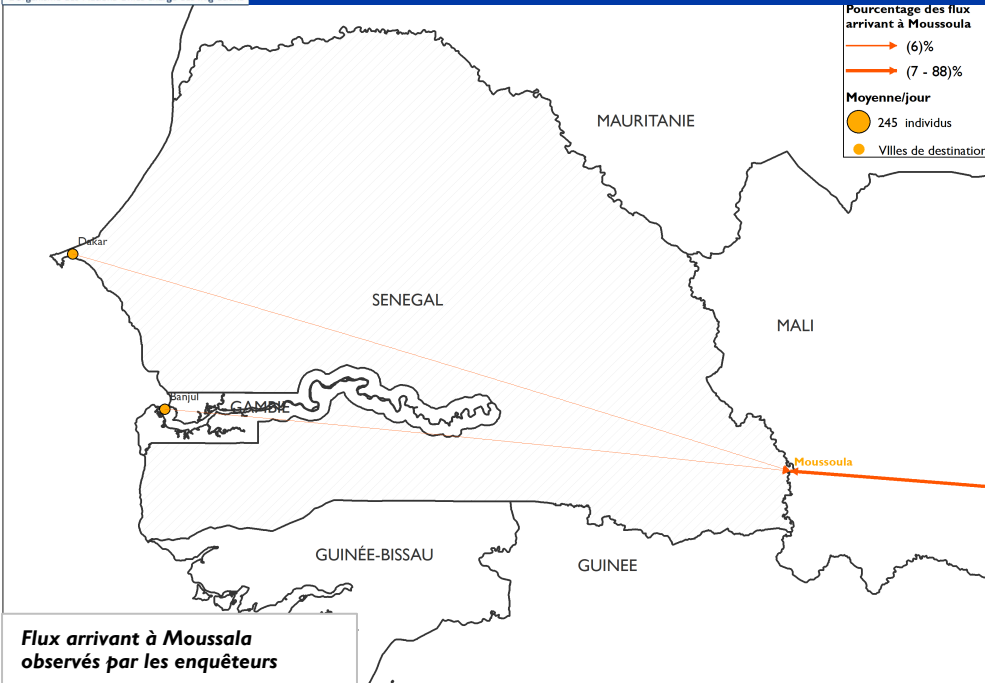 Pourcentage des flux
arrivant à Moussoula
(6)%
(7 - 88)%
Moyenne/jour
245 individus
VIlles de destination
MAURITANIE
Dakar
SENEGAL
MALI
Banjul
GAMBIE
Moussoula
GUINÉE-BISSAU
GUINEE
Flux arrivant à Moussala
observés par les enquêteurs